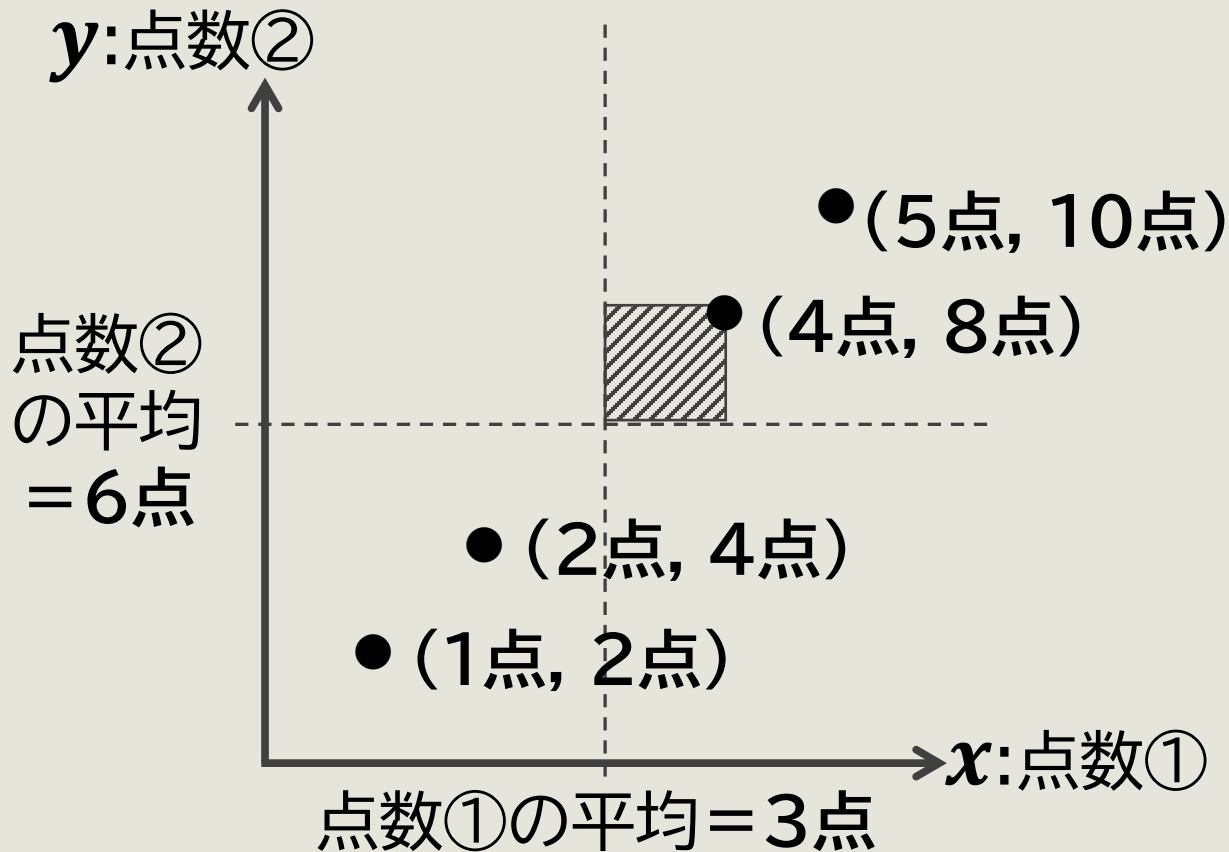 y:点数②
(5点, 10点)
(4点, 8点)
点数②
の平均
=6点
(2点, 4点)
(1点, 2点)
x:点数①
点数①の平均=3点